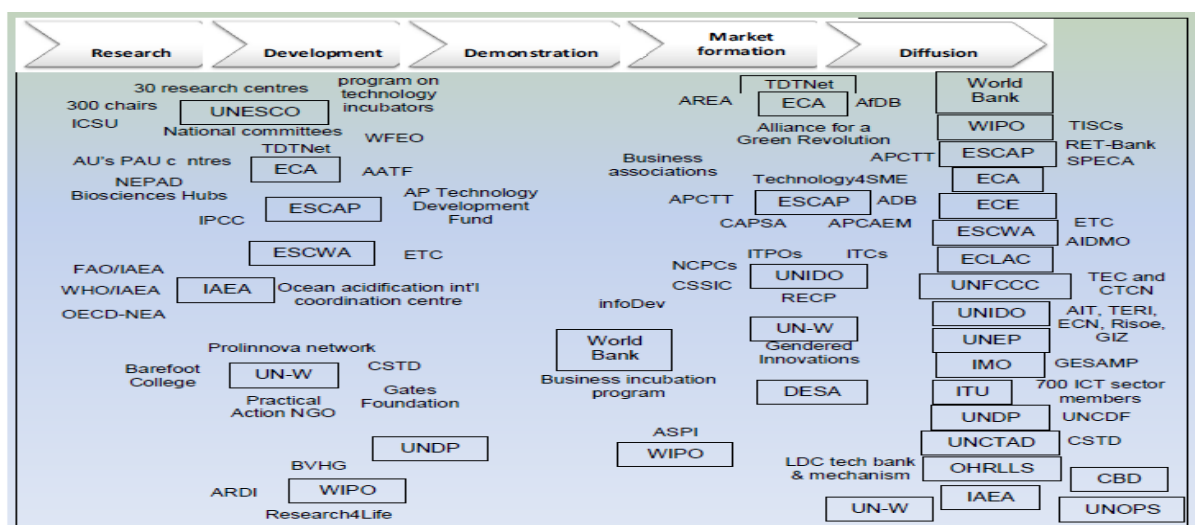 Research
Development
Demonstration
Market
formation
Diffusion
30 research centres
program on
technology
incubators
300 chairs
UNESCO
ICSU
National committees
WFEO
TDTNet
AU's PAU c ntres
ECA
AATF
NEPAD
Biosciences Hubs
ESCAP
AP Technology
Development
Fund
IPCC
ESCWA
ETC
FAO/IAEA
WHO/IAEA
IAEA
Ocean acidification int'l
coordination centre
OECD-NEA
Prolinnova network
Barefoot
College
UN-W
CSTD
Practical
Action NGO
Gates
Foundation
UNDP
BVHG
ARDI
WIPO
Research4Life
TDTNet
AREA
ECA
AfDB
Alliance for a
Green Revolution
Business
associations
APCTT
Technology4SME
APCTT
ESCAP
ADB
CAPSA
APCAEM
ITPOs
ITCs
NCPCs
UNIDO
CSSIC
RECP
infoDev
World
Bank
UN-W
Gendered
Innovations
Business incubation
program
DESA
ASPI
WIPO
LDC tech bank
& mechanism
UN-W
World
Bank
WIPO
TISCs
ESCAP
RET-Bank
SPECA
ECA
ECE
ESCWA
ETC
AIDMO
ECLAC
UNFCCC
TEC and
CTCN
UNIDO
AIT, TERI,
ECN, Risoe,
GIZ
UNEP
IMO
GESAMP
ITU
700 ICT sector
members
UNDP
UNCDF
UNCTAD
CSTD
OHRLLS
CBD
IAEA
UNOPS